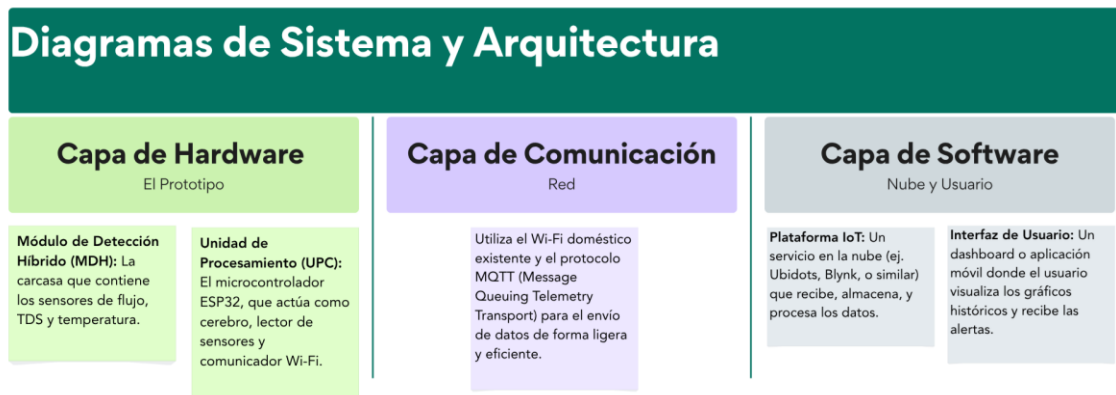 Diagramas de Sistema y Arquitectura
Capa de Hardware
El Prototipo
Módulo de Detección
Híbrido (MDH): La
carcasa que contiene
los sensores de flujo,
TDS y temperatura.
Unidad de
Procesamiento (UPC):
El microcontrolador
ESP32, que actúa como
cerebro, lector de
sensores y
comunicador Wi-Fi.
Capa de Comunicación
Red
Utiliza el Wi-Fi doméstico
existente y el protocolo
MQTT (Message
Queuing Telemetry
Transport) para el envío
de datos de forma ligera
y eficiente.
Capa de Software
Nube y Usuario
Plataforma IoT: Un
servicio en la nube (ej.
Ubidots, Blynk, o similar)
que recibe, almacena, y
procesa los datos.
Interfaz de Usuario: Un
dashboard o aplicación
móvil donde el usuario
visualiza los gráficos
históricos y recibe las
alertas.